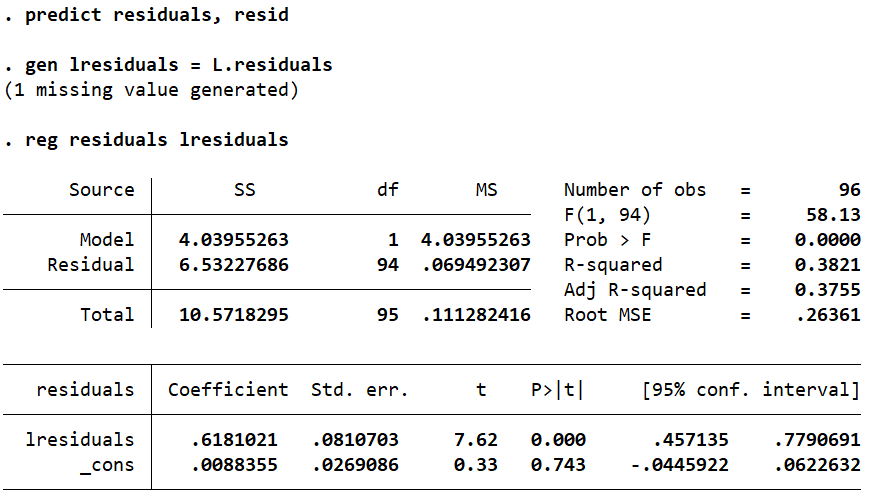 . predict residuals, resid
. gen lresiduals = L.residuals
(1 missing value generated)
. reg residuals lresiduals
Source SS df MS Number of obs = 96
F(1, 94) = 58.13
Model 4.03955263 1 4.03955263 Prob > F = 0.0000
Residual 6.53227686 94 .069492307 R-squared = 0.3821
Adj R-squared = 0.3755
Total 10.5718295 95 .111282416 Root MSE = .26361
residuals Coefficient Std. err. t P>|t| [95% conf. interval]
lresiduals .6181021 .0810703 7.62 0.000 .457135 .7790691
_cons .0088355 .0269086 0.33 0.743 -.0445922 .0622632